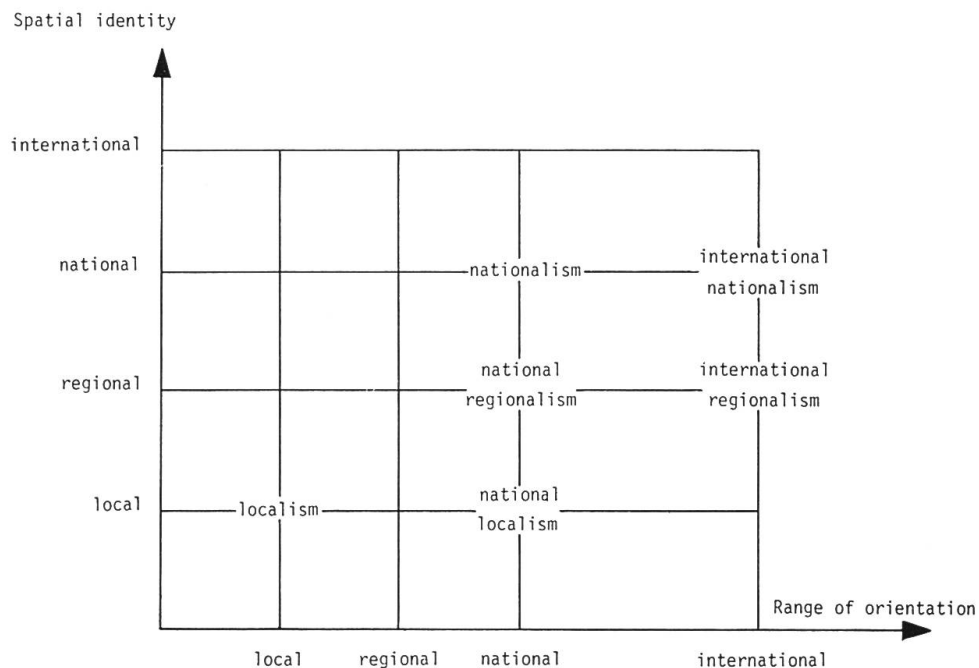 Spatial identity
international
national
nationalism
international
nationalism
regional
national
regionalism
international
regionalism
local
localism
national
localism
Range of orientation
local regional national international